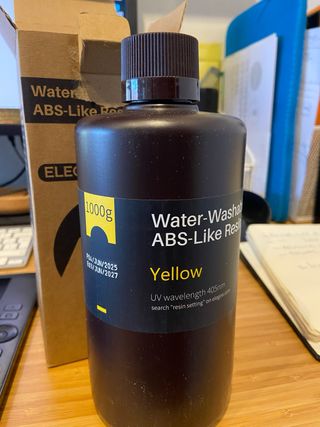 Water-
ABS-Like Res
ELEG
1000g
Water-Washab
ABS-Like Resi
Yellow
UV wavelength 405nm
search "resin setting" on elegoo.com